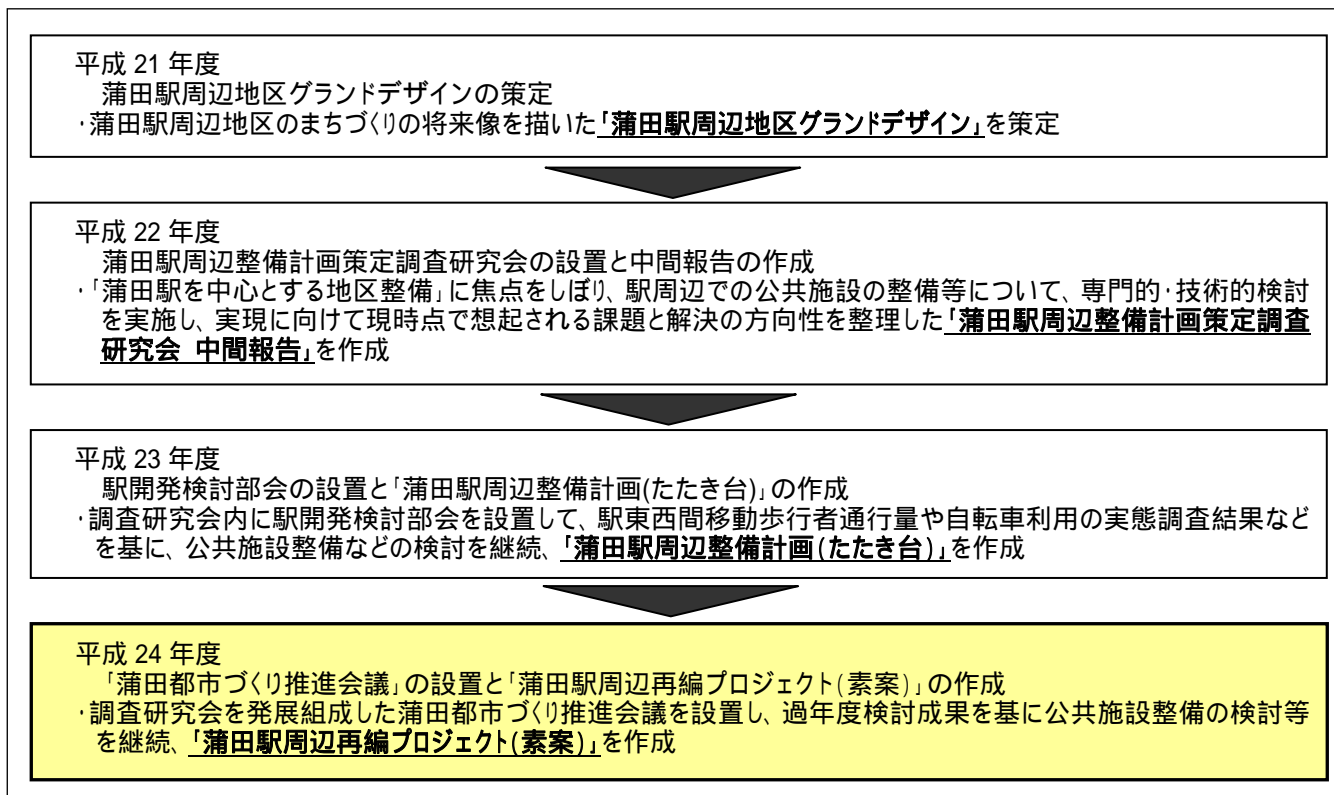 平成 21 年度
蒲田駅周辺地区グランドデザインの策定
・蒲田駅周辺地区のまちづくりの将来像を描いた「蒲田駅周辺地区グランドデザイン」を策定
平成 22 年度
蒲田駅周辺整備計画策定調査研究会の設置と中間報告の作成
・「蒲田駅を中心とする地区整備」に焦点をしぼり、駅周辺での公共施設の整備等について、専門的・技術的検討
を実施し、実現に向けて現時点で想起される課題と解決の方向性を整理した「蒲田駅周辺整備計画策定調査
研究会 中間報告」を作成
平成 23 年度
駅開発検討部会の設置と「蒲田駅周辺整備計画(たたき台)」の作成
・調査研究会内に駅開発検討部会を設置して、駅東西間移動歩行者通行量や自転車利用の実態調査結果など
を基に、公共施設整備などの検討を継続、「蒲田駅周辺整備計画(たたき台)」を作成
平成 24 年度
「蒲田都市づくり推進会議」の設置と「蒲田駅周辺再編プロジェクト(素案)」の作成
・調査研究会を発展組成した蒲田都市づくり推進会議を設置し、過年度検討成果を基に公共施設整備の検討等
を継続、「蒲田駅周辺再編プロジェクト(素案)」を作成